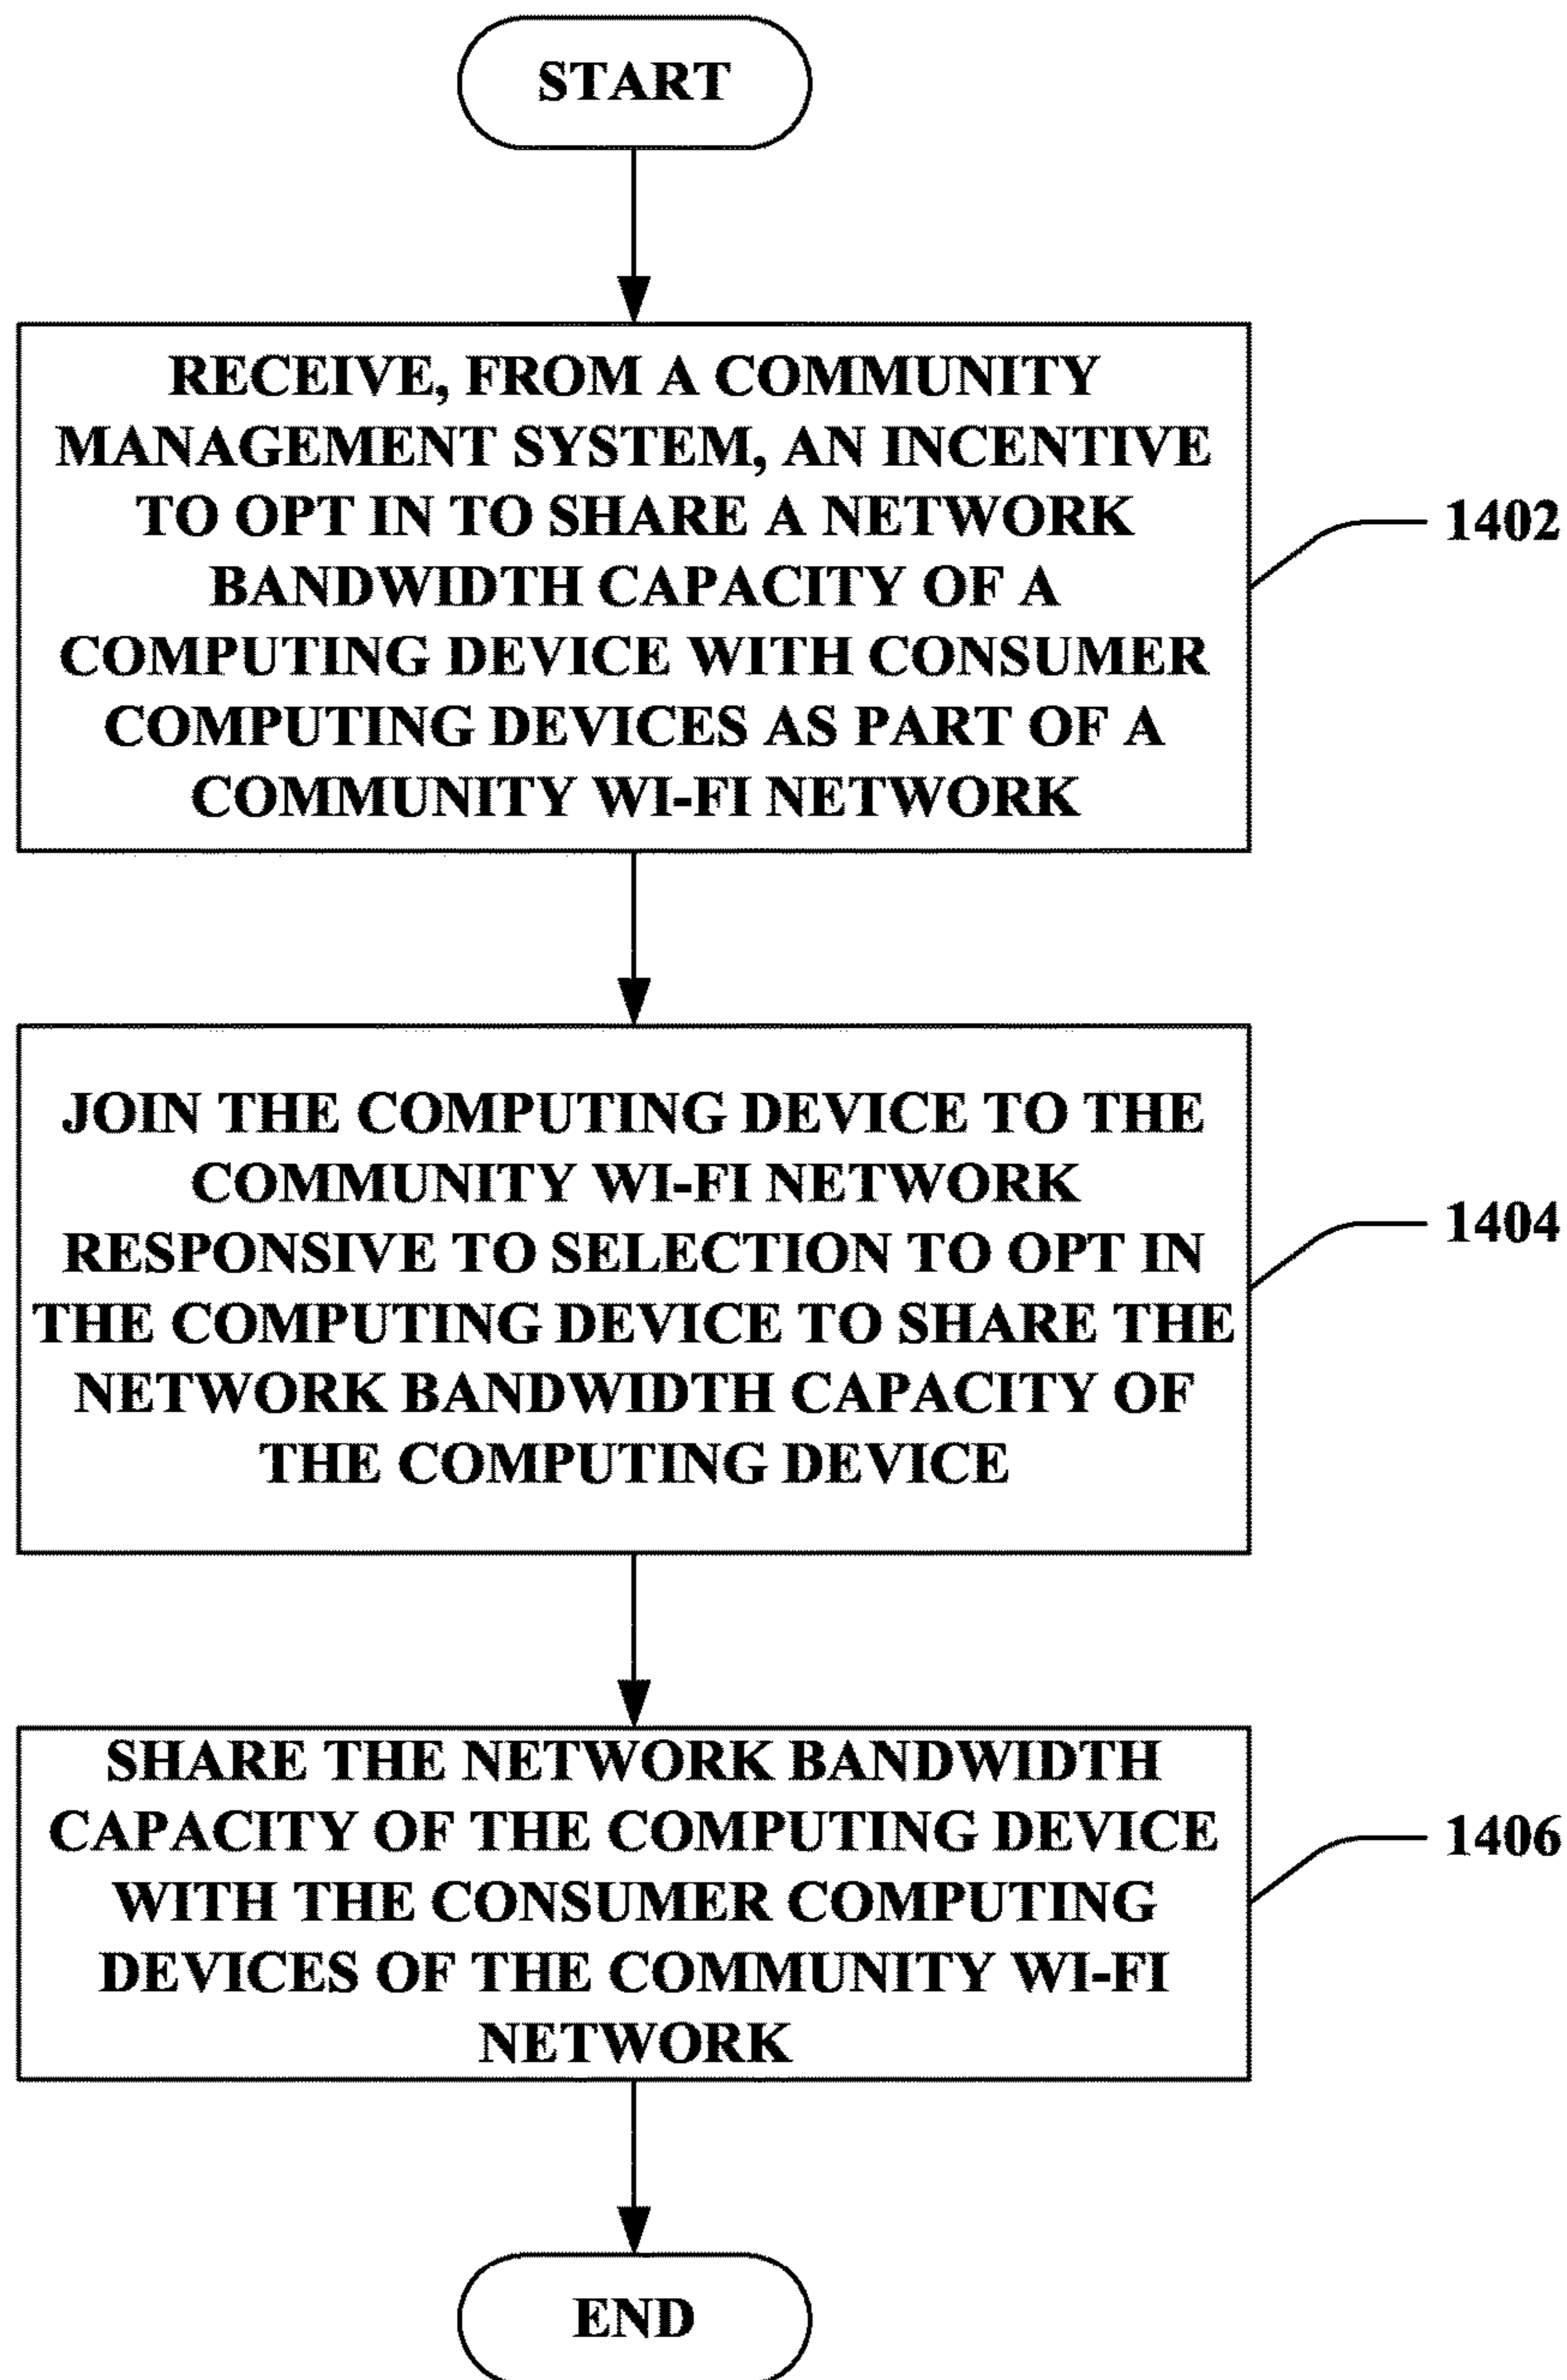 START
RECEIVE, FROM A COMMUNITY
MANAGEMENT SYSTEM, AN INCENTIVE
TO OPT IN TO SHARE A NETWORK
BANDWIDTH CAPACITY OF A
COMPUTING DEVICE WITH CONSUMER
COMPUTING DEVICES AS PART OF A
COMMUNITY WI-FI NETWORK
1402
JOIN THE COMPUTING DEVICE TO THE
COMMUNITY WI-FI NETWORK
RESPONSIVE TO SELECTION TO OPT IN
THE COMPUTING DEVICE TO SHARE THE
NETWORK BANDWIDTH CAPACITY OF
THE COMPUTING DEVICE
1404
SHARE THE NETWORK BANDWIDTH
CAPACITY OF THE COMPUTING DEVICE
WITH THE CONSUMER COMPUTING
DEVICES OF THE COMMUNITY WI-FI
NETWORK
1406
END